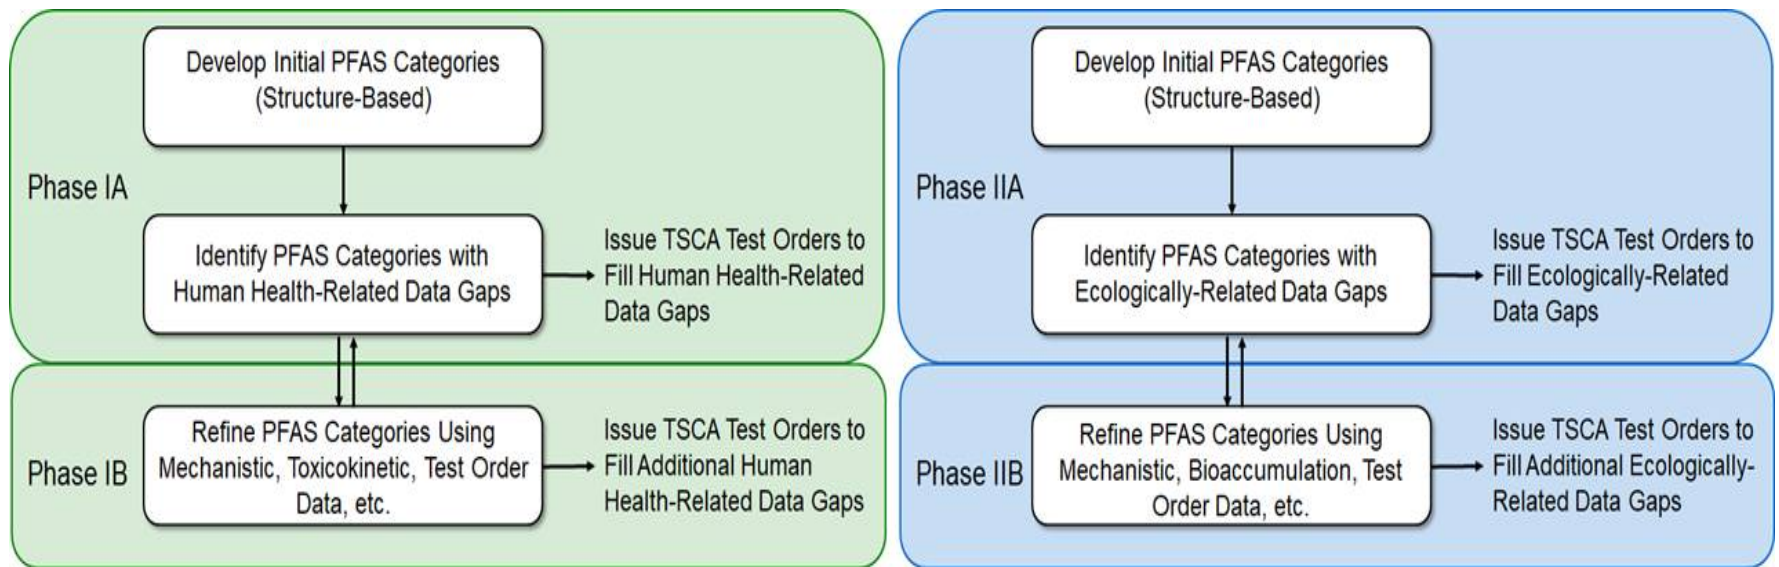 Develop Initial PFAS Categories
(Structure-Based)
Phase IA
Identify PFAS Categories with
Human Health-Related Data Gaps
Issue TSCA Test Orders to
Fill Human Health-Related
Data Gaps
Phase IB
Refine PFAS Categories Using
Mechanistic, Toxicokinetic, Test Order
Data, etc.
Issue TSCA Test Orders to
Fill Additional Human
Health-Related Data Gaps
Develop Initial PFAS Categories
(Structure-Based)
Phase IIA
Identify PFAS Categories with
Ecologically-Related Data Gaps
Issue TSCA Test Orders to
Fill Ecologically-Related
Data Gaps
Phase IIB
Refine PFAS Categories Using
Mechanistic, Bioaccumulation, Test
Order Data, etc.
Issue TSCA Test Orders to
Fill Additional Ecologically-
Related Data Gaps